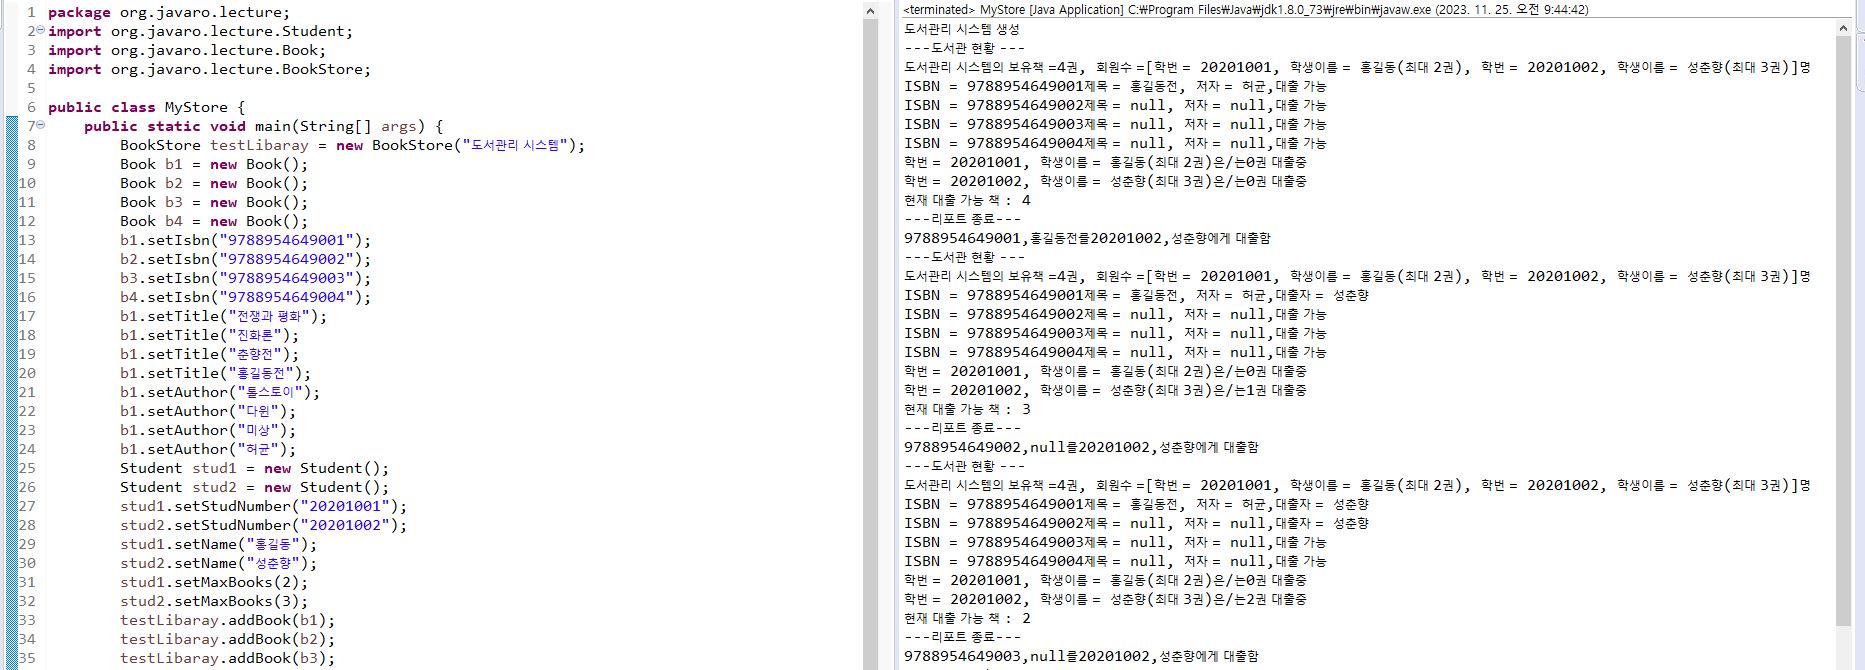 1 package org.javaro.lecture;
2 import org.javaro.lecture.Student;
3 import org.javaro.lecture.Book;
4 import org.javaro.lecture.BookStore;
5
6 public class MyStore {
7 public static void main(String[] args) {
8 BookStore testLibaray = new BookStore("도서관리 시스템");
9 Book b1 = new Book();
10 Book b2 = new Book();
11 Book b3 = new Book();
12 Book b4 = new Book();
13 b1.setIsbn("9788954649001");
14 b2.setIsbn("9788954649002");
15 b3.setIsbn("9788954649003");
16 b4.setIsbn("9788954649004");
17 b1.setTitle("전쟁과 평화");
18 b1.setTitle("진화론");
19 b1.setTitle("춘향전");
20 b1.setTitle("홍길동전");
21 b1.setAuthor("톨스토이");
22 b1.setAuthor("다윈");
23 b1.setAuthor("미상");
24 b1.setAuthor("허균");
25 Student stud1 = new Student();
26 Student stud2 = new Student();
27 stud1.setStudNumber("20201001");
28 stud2.setStudNumber("20201002");
29 stud1.setName("홍길동");
30 stud2.setName("성춘향");
31 stud1.setMaxBooks(2);
32 stud2.setMaxBooks(3);
33 testLibaray.addBook(b1);
34 testLibaray.addBook(b2);
35 testLibaray.addBook(b3);
<terminated> MyStore [Java Application] C:₩Program Files₩Java₩jdk1.8.0_73₩jre₩bin₩javaw.exe (2023. 11. 25. 오전 9:44:42)
도서관리 시스템 생성
---도서관 현황 ---
도서관리 시스템의 보유책 =4권, 회원수 =[학번 = 20201001, 학생이름 = 홍길동(최대 2권), 학번 = 20201002, 학생이름 = 성춘향(최대 3권)]명
ISBN = 9788954649001제목 = 홍길동전, 저자 = 허균,대출 가능
ISBN = 9788954649002제목 = null, 저자 = null,대출 가능
ISBN = 9788954649003제목 = null, 저자 = null,대출 가능
ISBN = 9788954649004제목 = null, 저자 = null,대출 가능
학번 = 20201001, 학생이름 = 홍길동(최대 2권)은/는0권 대출중
학번 = 20201002, 학생이름 = 성춘향(최대 3권)은/는0권 대출중
현재 대출 가능 책 : 4
---리포트 종료---
9788954649001,홍길동전를20201002,성춘향에게 대출함
---도서관 현황 ---
도서관리 시스템의 보유책 =4권, 회원수 =[학번 = 20201001, 학생이름 = 홍길동(최대 2권), 학번 = 20201002, 학생이름 = 성춘향(최대 3권)]명
ISBN = 9788954649001제목 = 홍길동전, 저자 = 허균,대출자 = 성춘향
ISBN = 9788954649002제목 = null, 저자 = null,대출 가능
ISBN = 9788954649003제목 = null, 저자 = null,대출 가능
ISBN = 9788954649004제목 = null, 저자 = null,대출 가능
학번 = 20201001, 학생이름 = 홍길동(최대 2권)은/는0권 대출중
학번 = 20201002, 학생이름 = 성춘향(최대 3권)은/는1권 대출중
현재 대출 가능 책 : 3
---리포트 종료---
9788954649002,null를20201002,성춘향에게 대출함
---도서관 현황 ---
도서관리 시스템의 보유책 =4권, 회원수 =[학번 = 20201001, 학생이름 = 홍길동(최대 2권), 학번 = 20201002, 학생이름 = 성춘향(최대 3권)]명
ISBN = 9788954649001제목 = 홍길동전, 저자 = 허균,대출자 = 성춘향
ISBN = 9788954649002제목 = null, 저자 = null,대출자 = 성춘향
ISBN = 9788954649003제목 = null, 저자 = null,대출 가능
ISBN = 9788954649004제목 = null, 저자 = null,대출 가능
학번 = 20201001, 학생이름 = 홍길동(최대 2권)은/는0권 대출중
학번 = 20201002, 학생이름 = 성춘향(최대 3권)은/는2권 대출중
현재 대출 가능 책 : 2
---리포트 종료---
9788954649003,null를20201002,성춘향에게 대출함